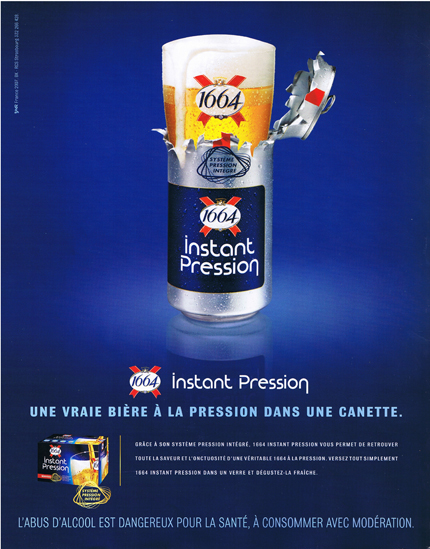 1664
SYSTÈME
PRESSION
INTÉGRÉ
1664
instant
Pression
1664 instant Pression
UNE VRAIE BIÈRE À LA PRESSION DANS UNE CANETTE.
GRÂCE À SON SYSTÈME PRESSION INTÉGRÉ, 1664 INSTANT PRESSION VOUS PERMET DE RETROUVER
TOUTE LA SAVEUR ET L'ONCTUOSITÉ D'UNE VÉRITABLE 1664 À LA PRESSION. VERSEZ TOUT SIMPLEMENT
1664 INSTANT PRESSION DANS UN VERRE ET DÉGUSTEZ-LA FRAÎCHE.
1664
instant
Pression
SYSTÈME
PRESSION
INTÉGRÉ
L'ABUS D'ALCOOL EST DANGEREUX POUR LA SANTÉ, À CONSOMMER AVEC MODÉRATION.